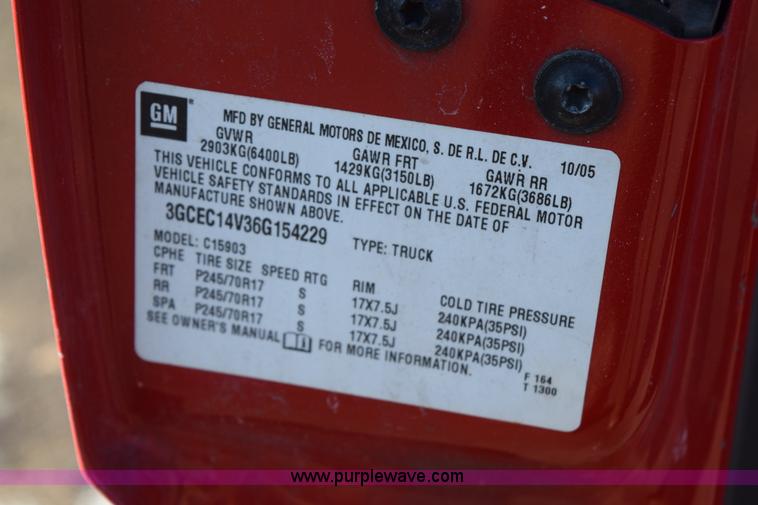 GM
MFD BY GENERAL MOTORS DE MEXICO, S. DE R.L. DE C.V. 10/05
GVWR GAWR FRT GAWR RR
2903KG(6400LB) 1429KG(3150LB) 1672KG(3686LB)
THIS VEHICLE CONFORMS TO ALL APPLICABLE U.S. FEDERAL MOTOR
VEHICLE SAFETY STANDARDS IN EFFECT ON THE DATE OF
MANUFACTURE SHOWN ABOVE.
3GCEC14V36G154229 TYPE: TRUCK
MODEL: C15903
CPHE TIRE SIZE SPEED RTG RIM COLD TIRE PRESSURE
FRT P245/70R17 S 17X7.5J 240KPA(35PSI)
RR P245/70R17 S 17X7.5J 240KPA(35PSI)
SPA P245/70R17 S 17X7.5J 240KPA(35PSI)
SEE OWNER'S MANUAL FOR MORE INFORMATION.
F 164
T 1300
www.purplewave.com